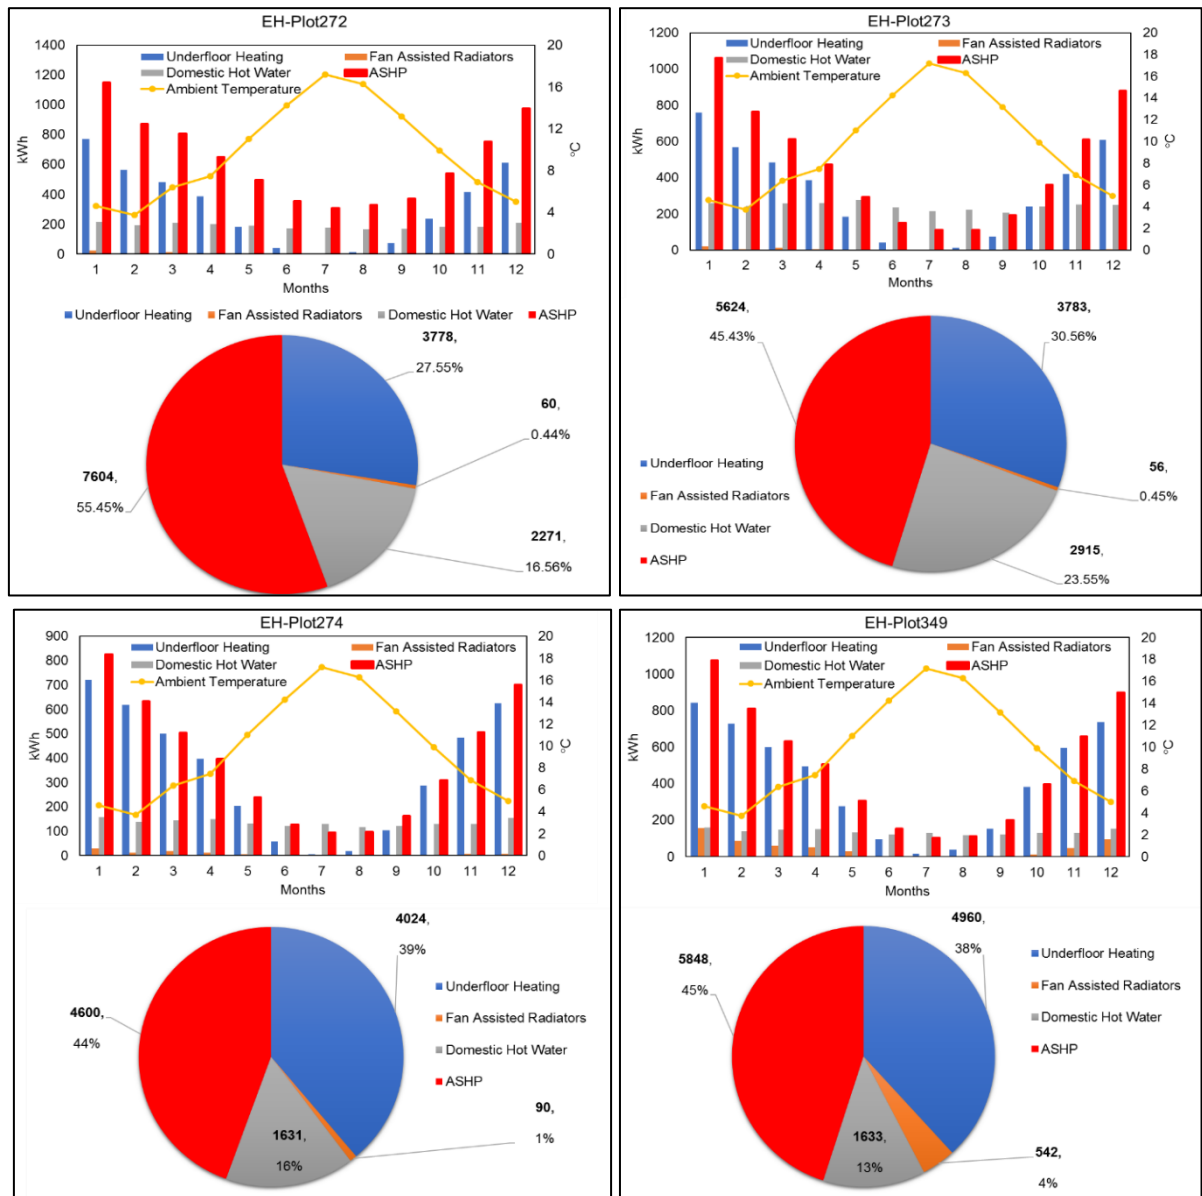 EH-Plot272
1400
1200
1000
800
600
400
200
0
kWh
20
16
12
8
4
0
°C
Underfloor Heating
Fan Assisted Radiators
Domestic Hot Water
ASHP
Ambient Temperature
1 2 3 4 5 6 7 8 9 10 11 12
Months
Underfloor Heating Fan Assisted Radiators Domestic Hot Water ASHP
3778,
27.55%
60,
0.44%
7604,
55.45%
2271,
16.56%
EH-Plot273
1200
1000
800
600
400
200
0
kWh
20
18
16
14
12
10
8
6
4
2
0
°C
Underfloor Heating
Fan Assisted Radiators
Domestic Hot Water
ASHP
Ambient Temperature
1 2 3 4 5 6 7 8 9 10 11 12
Months
5624,
45.43%
3783,
30.56%
Underfloor Heating
Fan Assisted Radiators
Domestic Hot Water
ASHP
56,
0.45%
2915,
23.55%
EH-Plot274
900
800
700
600
500
400
300
200
100
0
kWh
20
18
16
14
12
10
8
6
4
2
0
°C
Underfloor Heating
Fan Assisted Radiators
Domestic Hot Water
ASHP
Ambient Temperature
1 2 3 4 5 6 7 8 9 10 11 12
Months
4024,
39%
Underfloor Heating
Fan Assisted Radiators
Domestic Hot Water
ASHP
4600,
44%
90,
1%
1631,
16%
EH-Plot349
1200
1000
800
600
400
200
0
kWh
20
18
16
14
12
10
8
6
4
2
0
°C
Underfloor Heating
Fan Assisted Radiators
Domestic Hot Water
ASHP
Ambient Temperature
1 2 3 4 5 6 7 8 9 10 11 12
Months
4960,
38%
5848,
45%
Underfloor Heating
Fan Assisted Radiators
Domestic Hot Water
ASHP
1633,
13%
542,
4%